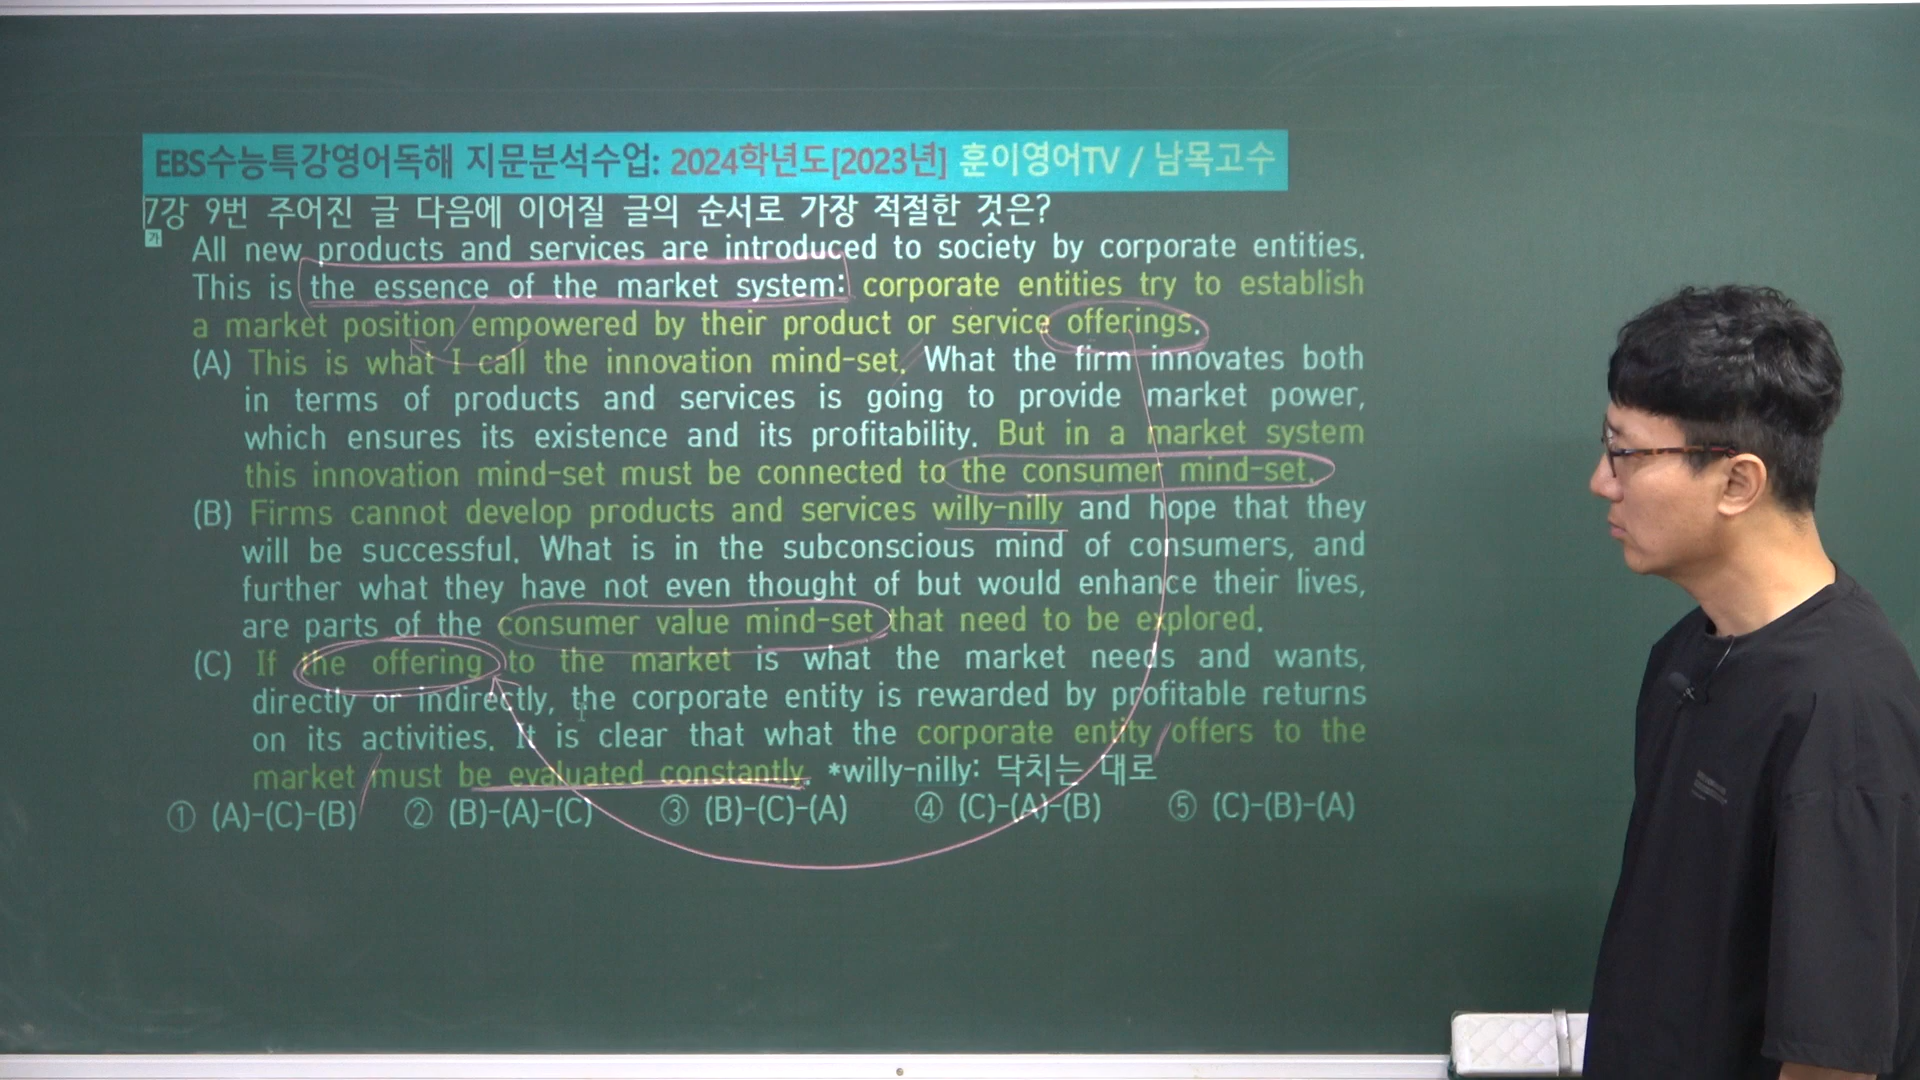 EBS수능특강영어독해 지문분석수업: 2024학년도[2023년] 훈이영어TV / 남목고수
7강 9번 주어진 글 다음에 이어질 글의 순서로 가장 적절한 것은?
가
All new products and services are introduced to society by corporate entities.
This is the essence of the market system: corporate entities try to establish
a market position empowered by their product or service offerings.
(A) This is what I call the innovation mind-set. What the firm innovates both
in terms of products and services is going to provide market power,
which ensures its existence and its profitability. But in a market system
this innovation mind-set must be connected to the consumer mind-set.
(B) Firms cannot develop products and services willy-nilly and hope that they
will be successful. What is in the subconscious mind of consumers, and
further what they have not even thought of but would enhance their lives,
are parts of the consumer value mind-set that need to be explored.
(C) If the offering to the market is what the market needs and wants,
directly or indirectly, the corporate entity is rewarded by profitable returns
on its activities. It is clear that what the corporate entity offers to the
market must be evaluated constantly. *willy-nilly: 닥치는 대로
① (A)-(C)-(B) ② (B)-(A)-(C) ③ (B)-(C)-(A) ④ (C)-(A)-(B) ⑤ (C)-(B)-(A)